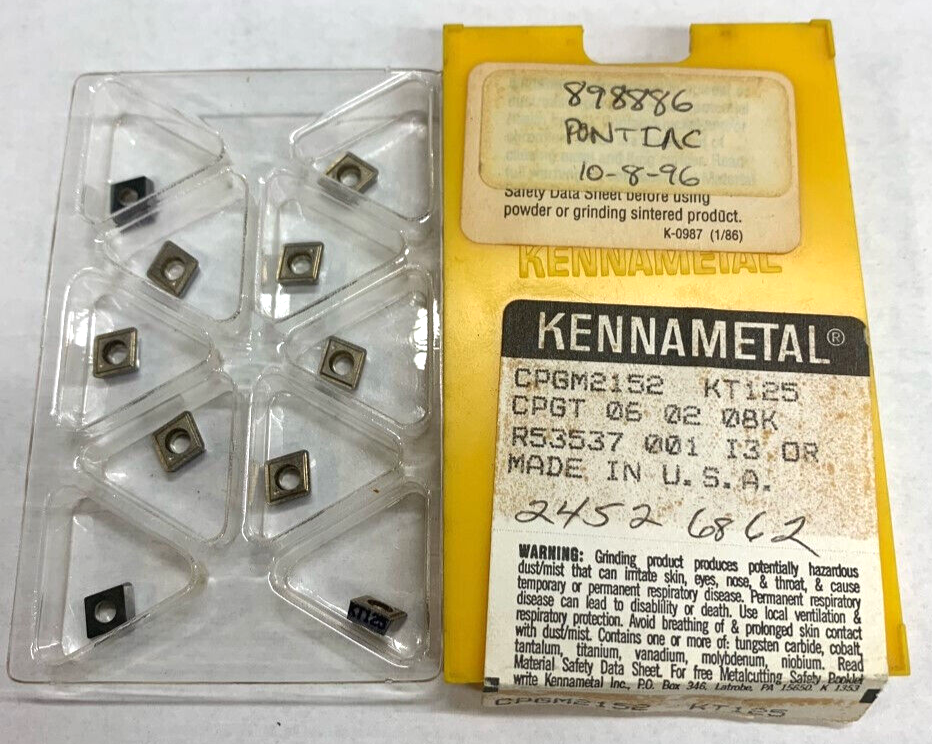 898886
PONTIAC
10-8-96
Safety Data Sheet before using
powder or grinding sintered product.
K-0987 (1/86)
KENNAMETAL
KENNAMETAL®
CPGM2152 KT125
CPGT 06 02 08K
R53537 001 I3 OR
MADE IN U.S.A.
2452 6862
WARNING: Grinding product produces potentially hazardous
dust/mist that can irritate skin, eyes, nose, & throat, & cause
temporary or permanent respiratory disease. Permanent respiratory
disease can lead to disability or death. Use local ventilation &
respiratory protection. Avoid breathing of & prolonged skin contact
with dust/mist. Contains one or more of: tungsten carbide, cobalt,
tantalum, titanium, vanadium, molybdenum, niobium. Read
Material Safety Data Sheet. For free Metalcutting Safety Booklet
write Kennametal Inc., P.O. Box 346, Latrobe, PA 15650. K 1353
CPGM2152 KT125
KT125